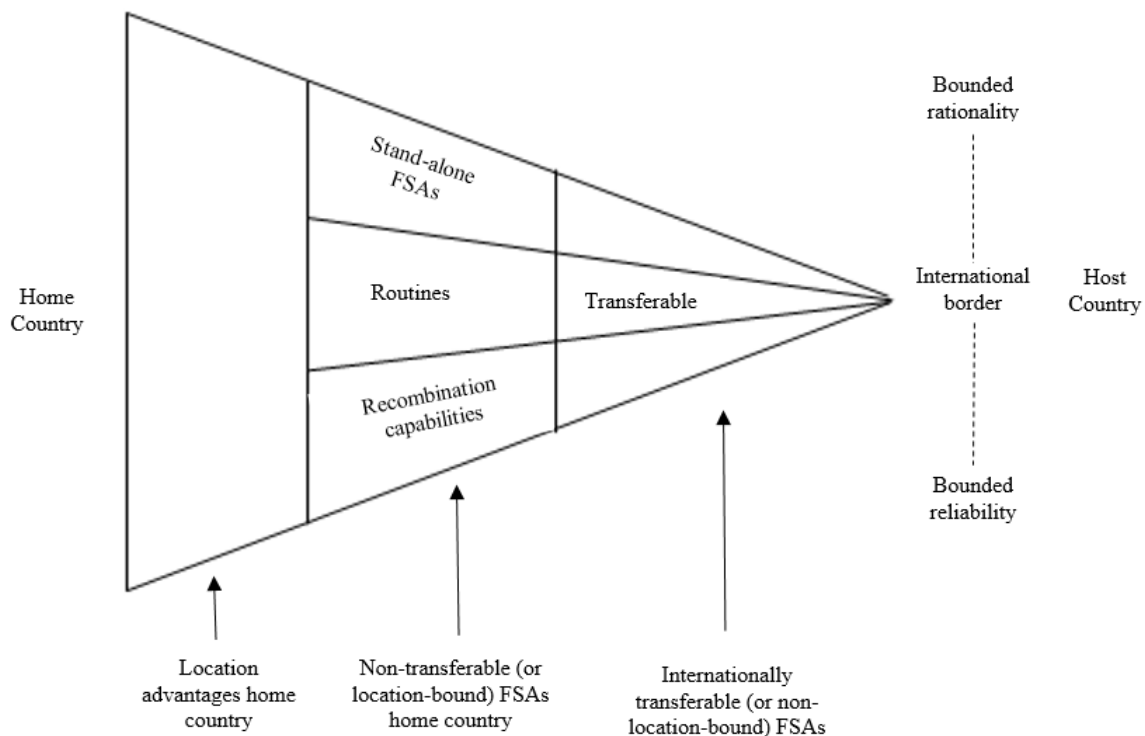 Home
Country
Stand-alone
FSAs
Routines
Recombination
capabilities
Transferable
Bounded
rationality
International
border
Bounded
reliability
Host
Country
Location
advantages home
country
Non-transferable (or
location-bound) FSAs
home country
Internationally
transferable (or non-
location-bound) FSAs